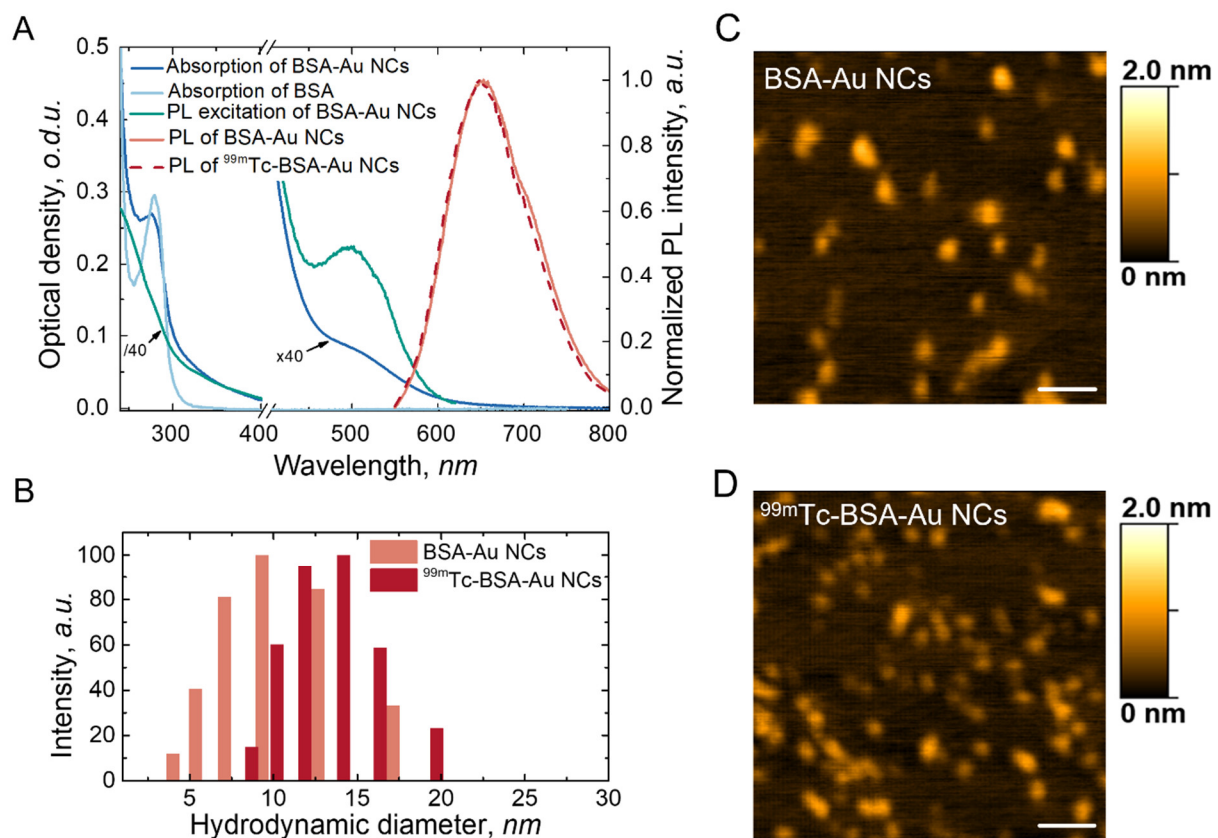 A
Optical density, o.d.u.
0.5
0.4
0.3
0.2
0.1
0.0
Absorption of BSA-Au NCs
Absorption of BSA
PL excitation of BSA-Au NCs
PL of BSA-Au NCs
PL of ⁹⁹ᵐTc-BSA-Au NCs
/40
x40
1.0
0.8
0.6
0.4
0.2
0.0
Normalized PL intensity, a.u.
300 400 500 600 700 800
Wavelength, nm
B
Intensity, a.u.
100
80
60
40
20
0
BSA-Au NCs
⁹⁹ᵐTc-BSA-Au NCs
5 10 15 20 25 30
Hydrodynamic diameter, nm
C
BSA-Au NCs
2.0 nm
0 nm
D
⁹⁹ᵐTc-BSA-Au NCs
2.0 nm
0 nm